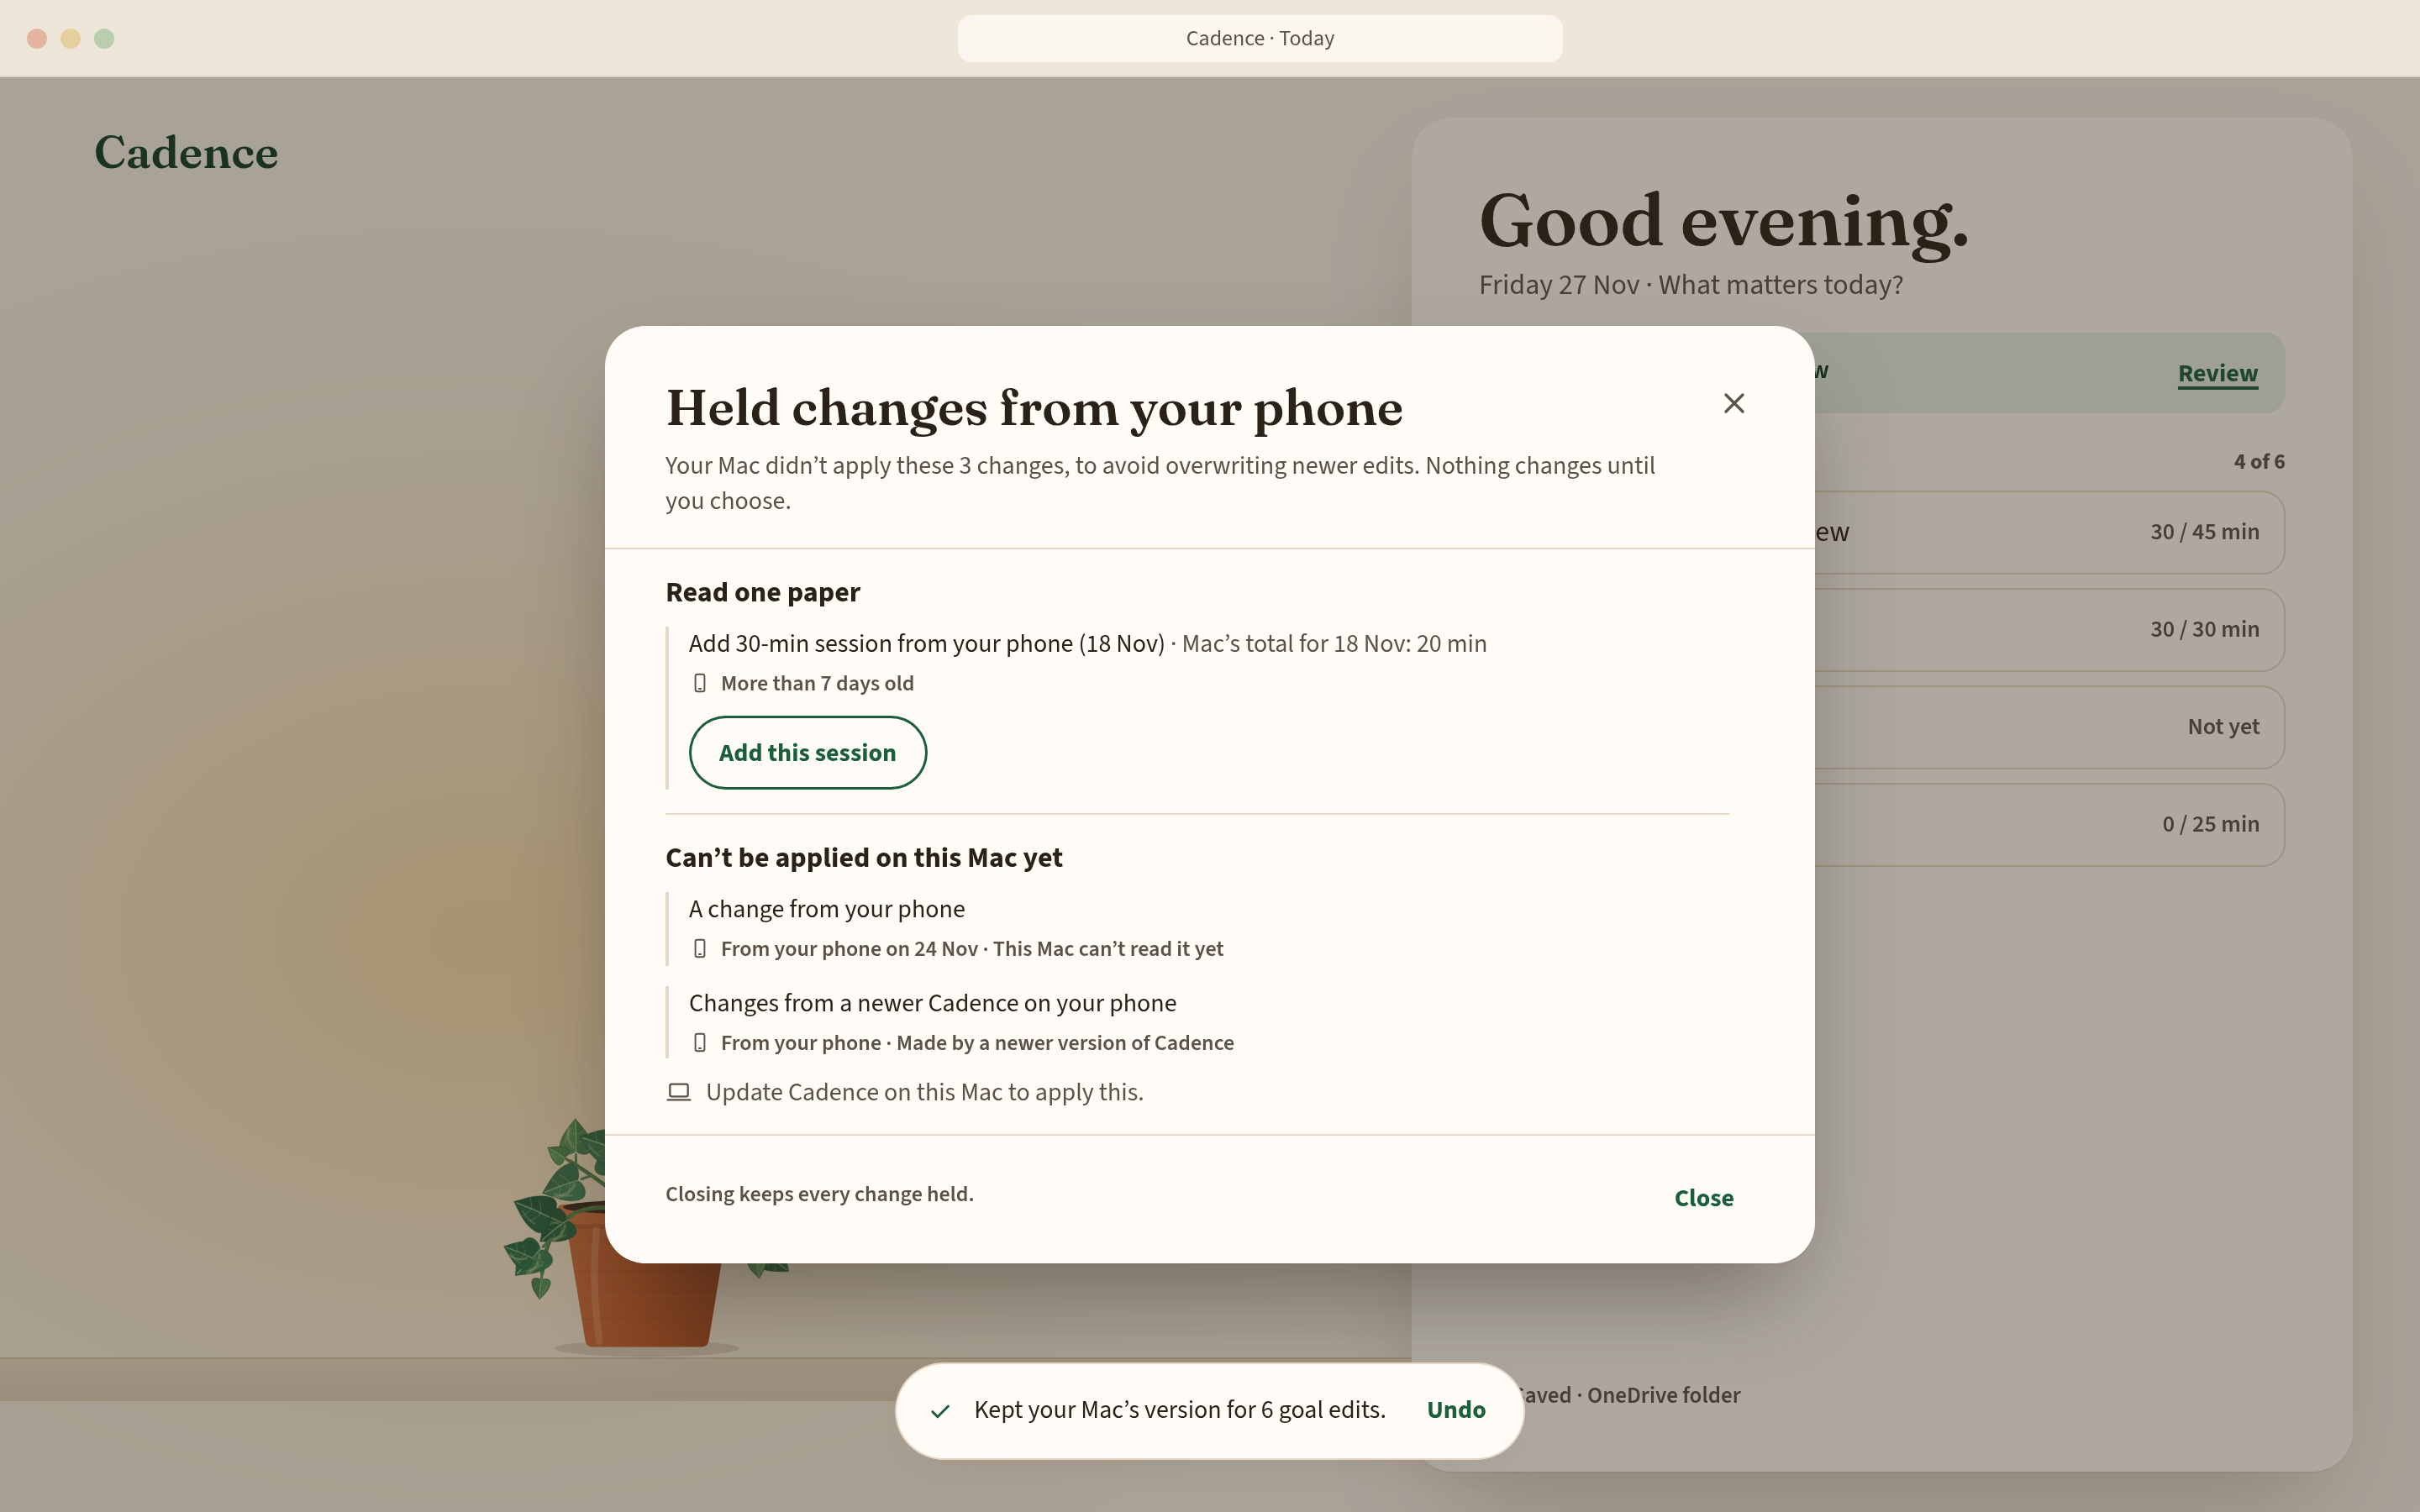 Cadence · Today
Cadence
Good evening.
Friday 27 Nov · What matters today?
Review
4 of 6
30 / 45 min
30 / 30 min
Not yet
0 / 25 min
Held changes from your phone
Your Mac didn’t apply these 3 changes, to avoid overwriting newer edits. Nothing changes until
you choose.
Read one paper
Add 30-min session from your phone (18 Nov) · Mac’s total for 18 Nov: 20 min
More than 7 days old
Add this session
Can’t be applied on this Mac yet
A change from your phone
From your phone on 24 Nov · This Mac can’t read it yet
Changes from a newer Cadence on your phone
From your phone · Made by a newer version of Cadence
Update Cadence on this Mac to apply this.
Closing keeps every change held.
Close
Kept your Mac’s version for 6 goal edits.
Undo
· OneDrive folder